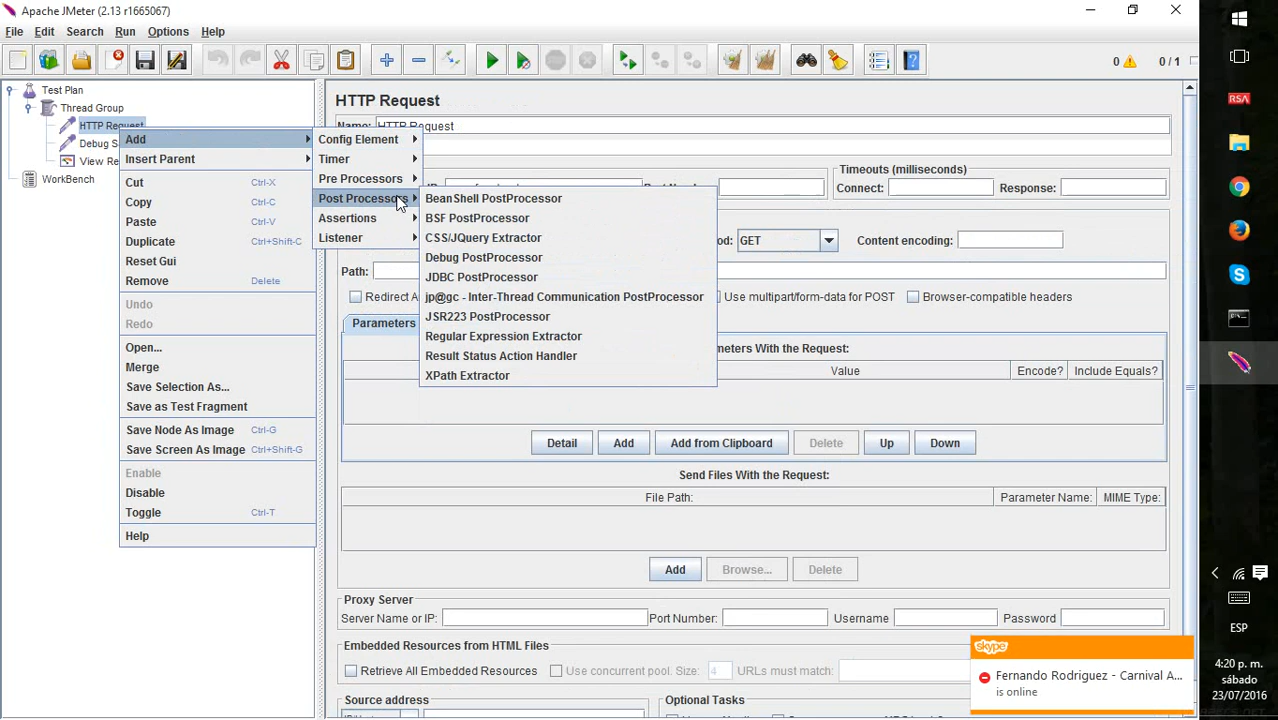 Apache JMeter (2.13 r1665067)
File Edit Search Run Options Help
0 0 / 1
Test Plan
Thread Group
HTTP Request
Debug S
View Re
WorkBench
Add
Insert Parent
Cut Ctrl-X
Copy Ctrl-C
Paste Ctrl-V
Duplicate Ctrl+Shift-C
Reset Gui
Remove Delete
Undo
Redo
Open...
Merge
Save Selection As...
Save as Test Fragment
Save Node As Image Ctrl-G
Save Screen As Image Ctrl+Shift-G
Enable
Disable
Toggle Ctrl-T
Help
Config Element
Timer
Pre Processors
Post Processors
Assertions
Listener
BeanShell PostProcessor
BSF PostProcessor
CSS/JQuery Extractor
Debug PostProcessor
JDBC PostProcessor
jp@gc - Inter-Thread Communication PostProcessor
JSR223 PostProcessor
Regular Expression Extractor
Result Status Action Handler
XPath Extractor
HTTP Request
Name: HTTP Request
Timeouts (milliseconds)
Connect: Response:
od: GET Content encoding:
Path:
Redirect A Use multipart/form-data for POST Browser-compatible headers
Parameters
meters With the Request:
Value Encode? Include Equals?
Detail Add Add from Clipboard Delete Up Down
Send Files With the Request:
File Path: Parameter Name: MIME Type:
Add Browse... Delete
Proxy Server
Server Name or IP: Port Number: Username Password
Embedded Resources from HTML Files
Retrieve All Embedded Resources Use concurrent pool. Size: 4 URLs must match:
Source address Optional Tasks
skype
Fernando Rodriguez - Carnival A...
is online
RSA
ESP
4:20 p. m.
sábado
23/07/2016